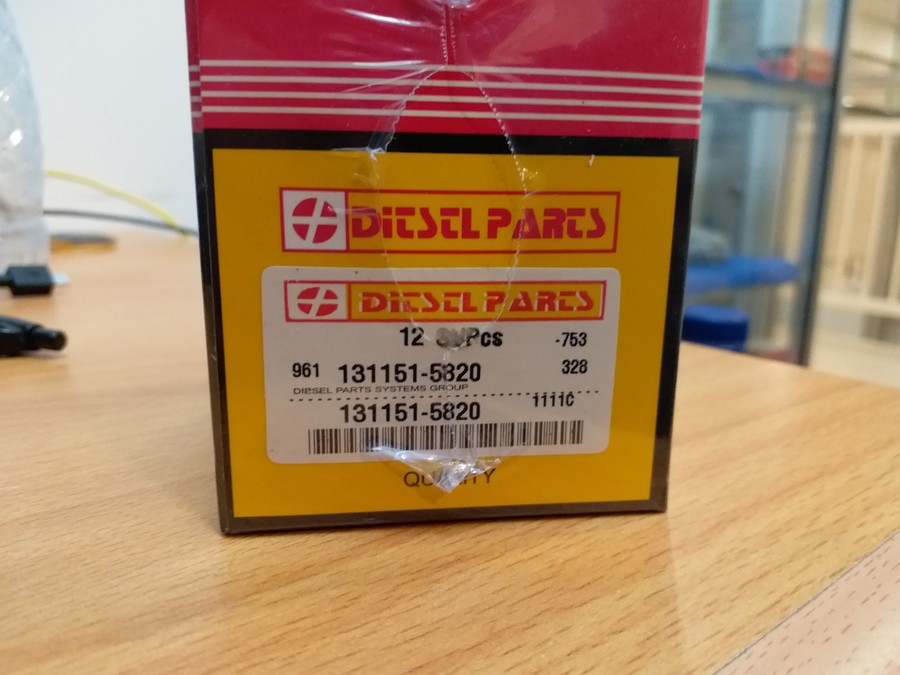 DIESEL PARTS
DIESEL PARTS
12 Pcs -753
961 131151-5820 328
DIESEL PARTS SYSTEMS GROUP
1111C
131151-5820
QUALITY